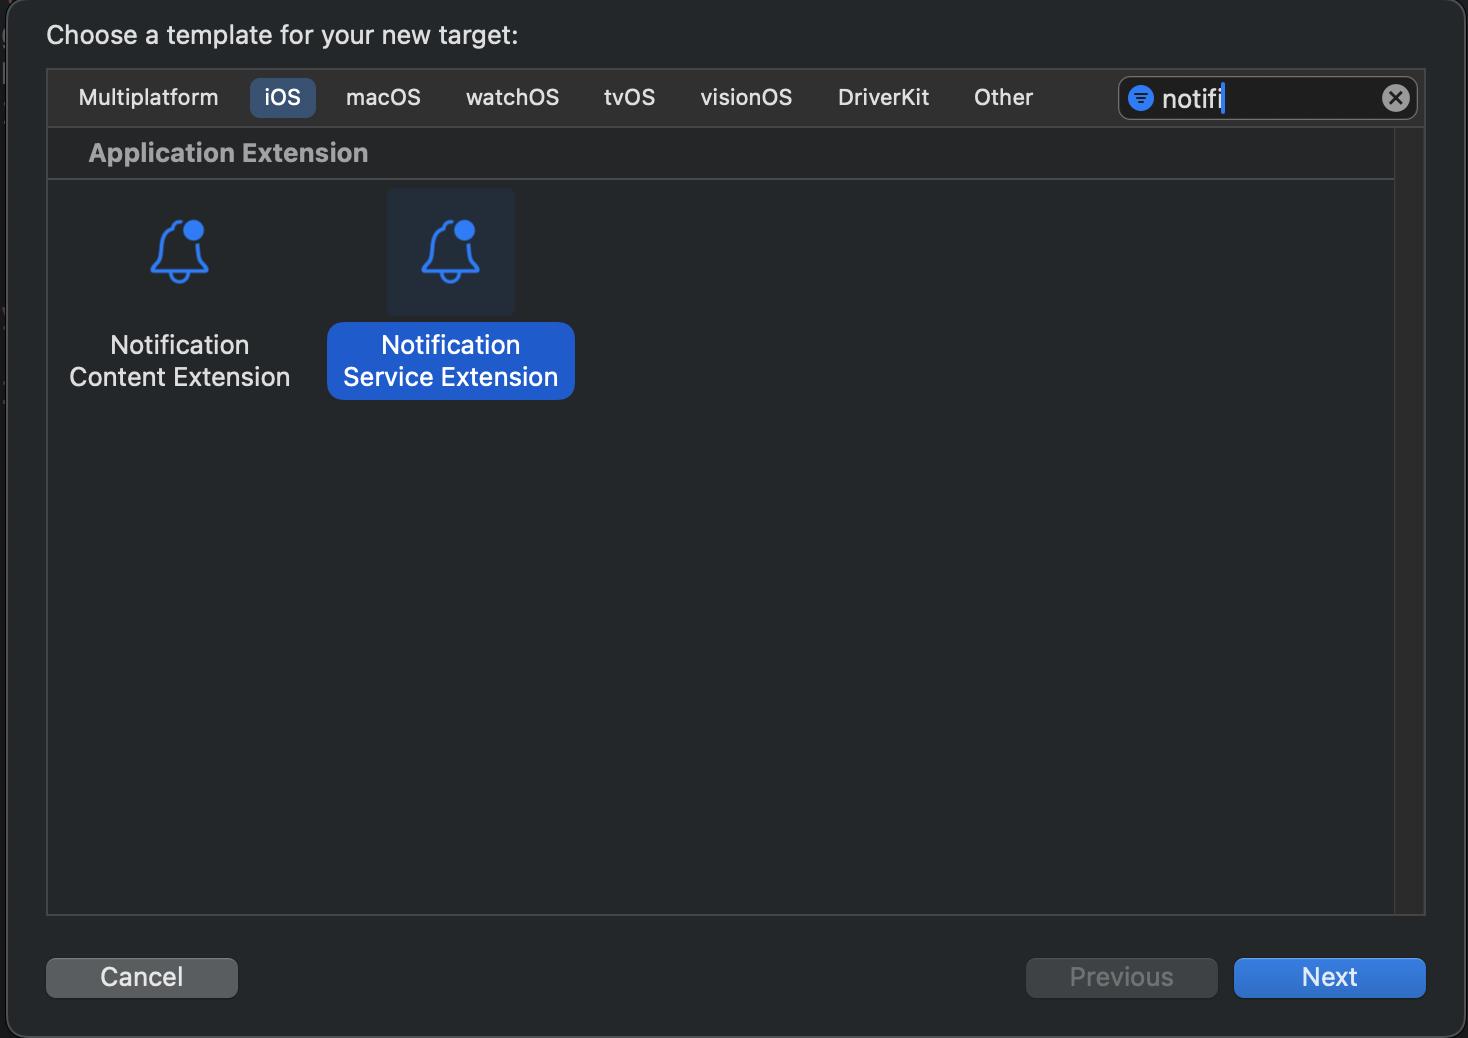 Choose a template for your new target:
Multiplatform iOS macOS watchOS tvOS visionOS DriverKit Other notifi
Application Extension
Notification
Content Extension
Notification
Service Extension
Cancel Previous Next